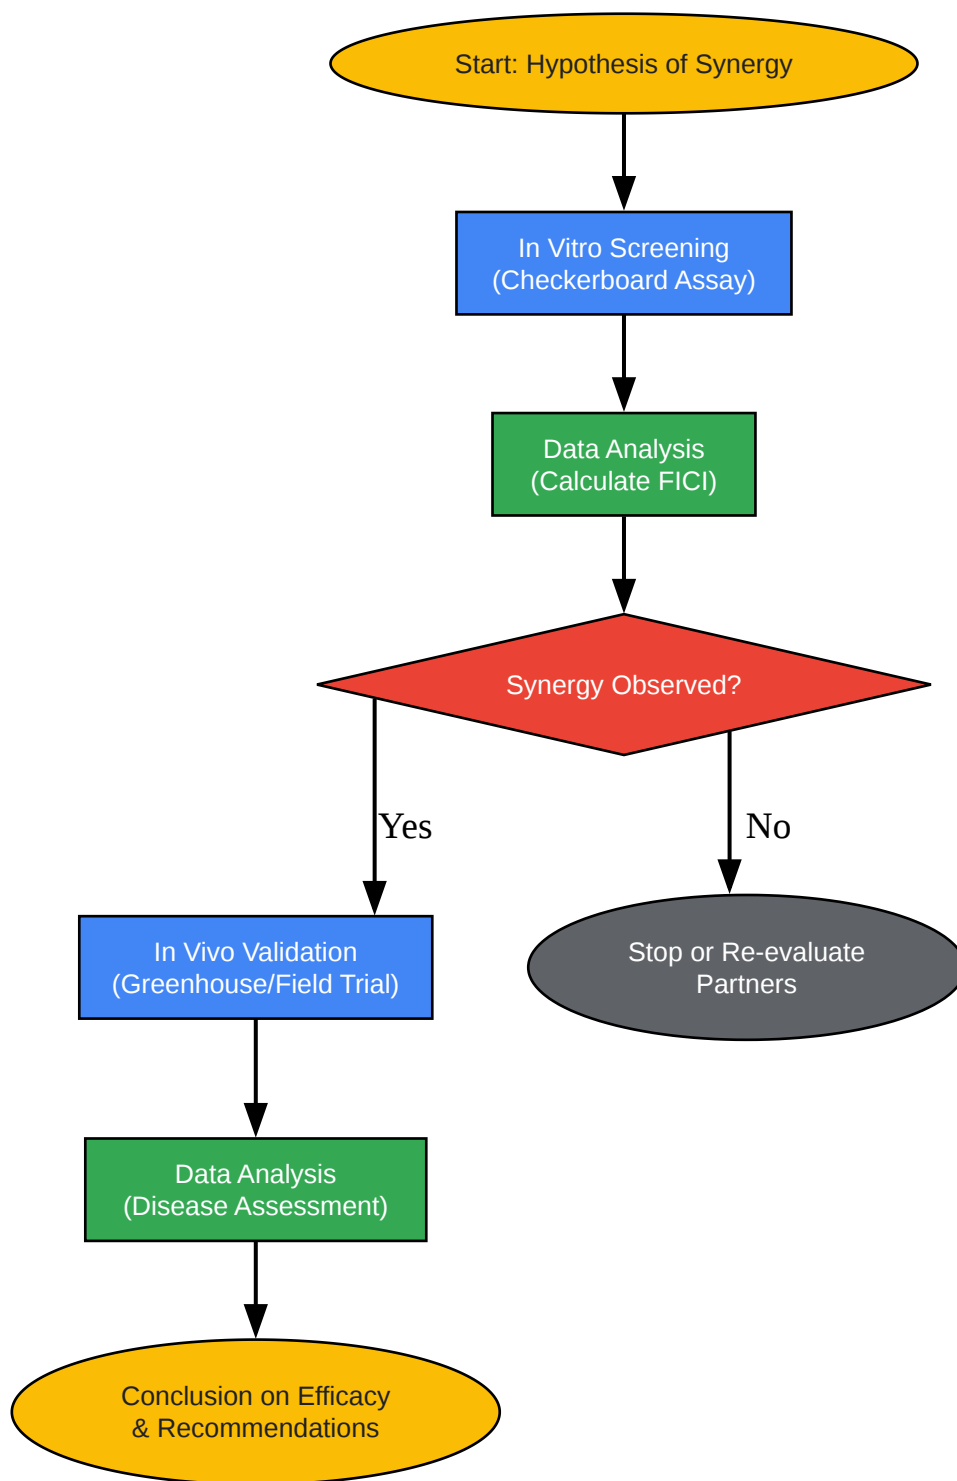 Start: Hypothesis of Synergy
In Vitro Screening
(Checkerboard Assay)
Data Analysis
(Calculate FICI)
Synergy Observed?
Yes
No
In Vivo Validation
(Greenhouse/Field Trial)
Stop or Re-evaluate
Partners
Data Analysis
(Disease Assessment)
Conclusion on Efficacy
& Recommendations